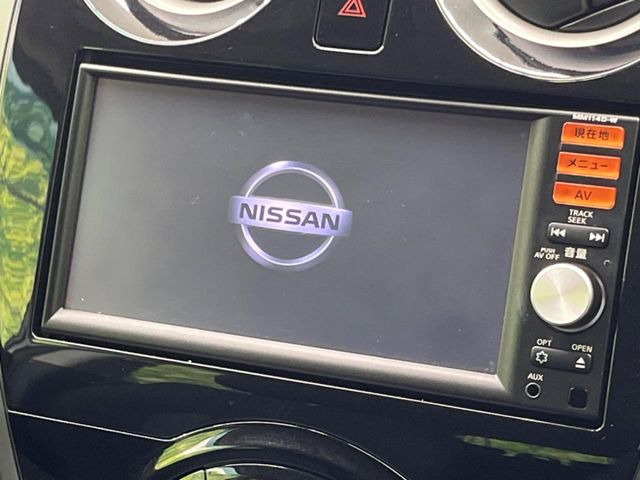 NISSAN
MM114D-W
現在地
メニュー
AV
TRACK
SEEK
PUSH
AV OFF
音量
OPT
OPEN
AUX